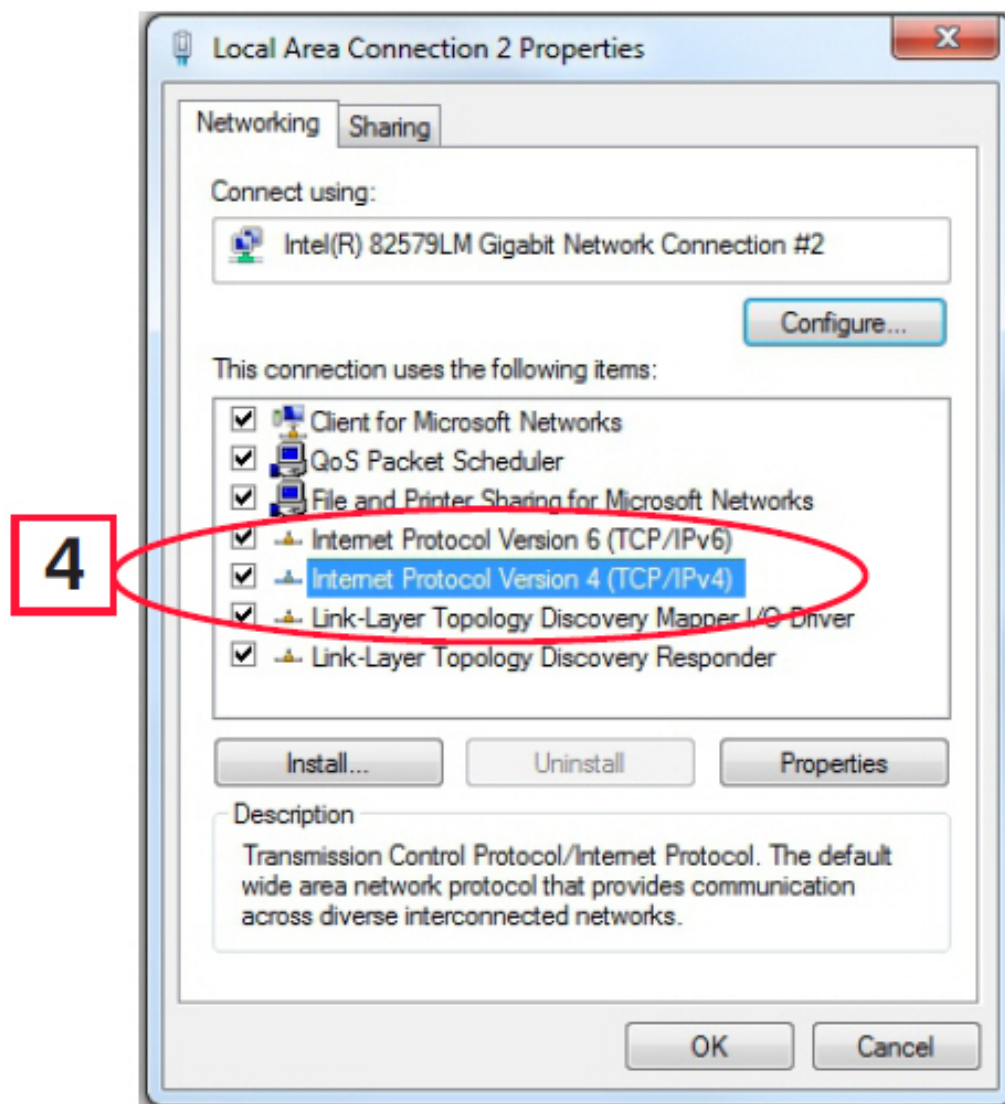 Local Area Connection 2 Properties
Networking
Sharing
Connect using:
Intel(R) 82579LM Gigabit Network Connection #2
Configure...
This connection uses the following items:
Client for Microsoft Networks
QoS Packet Scheduler
File and Printer Sharing for Microsoft Networks
Internet Protocol Version 6 (TCP/IPv6)
4
Internet Protocol Version 4 (TCP/IPv4)
Link-Layer Topology Discovery Mapper I/O Driver
Link-Layer Topology Discovery Responder
Install...
Uninstall
Properties
Description
Transmission Control Protocol/Internet Protocol. The default
wide area network protocol that provides communication
across diverse interconnected networks.
OK
Cancel